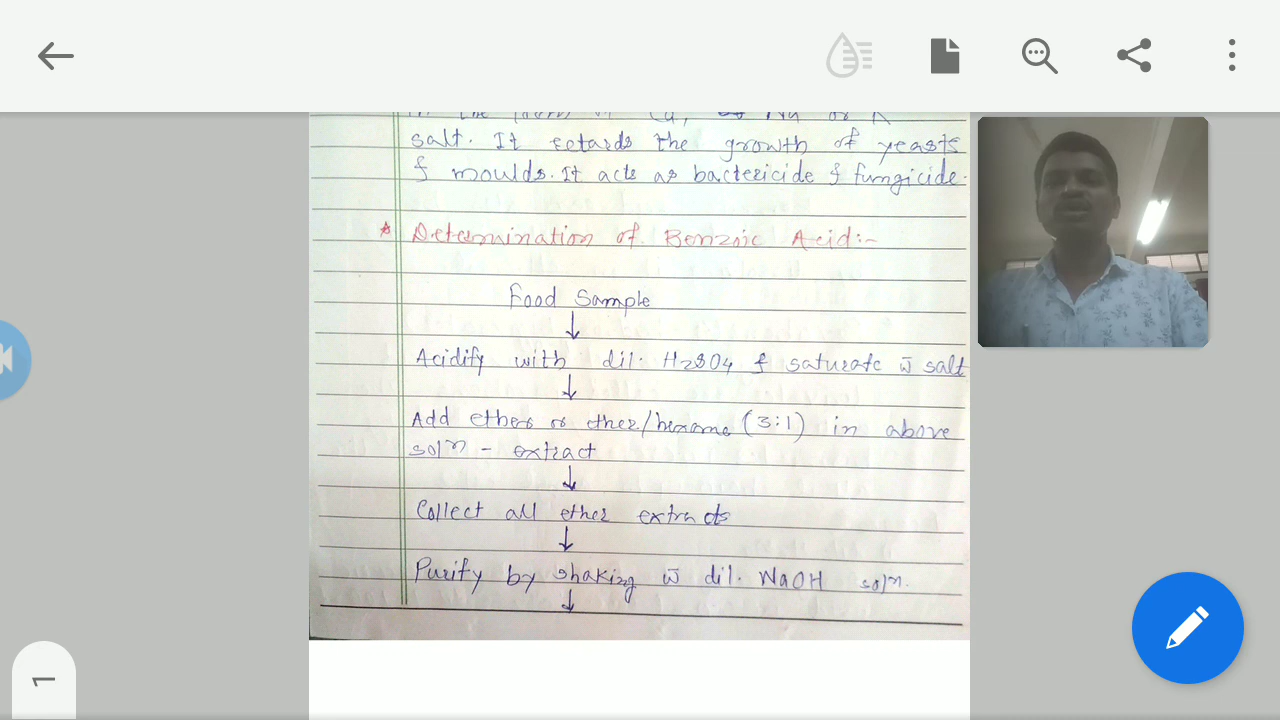 salt. It retards the growth of yeasts
& moulds. It acts as bactericide & fungicide.
* Determination of Benzoic Acid:-
Food Sample
↓
Acidify with dil. H2SO4 & saturate w̄ salt
↓
Add ethers or ether/hexane (3:1) in above
solⁿ - extract
↓
Collect all ether extracts
↓
Purify by shaking w̄ dil. NaOH solⁿ.
↓
1